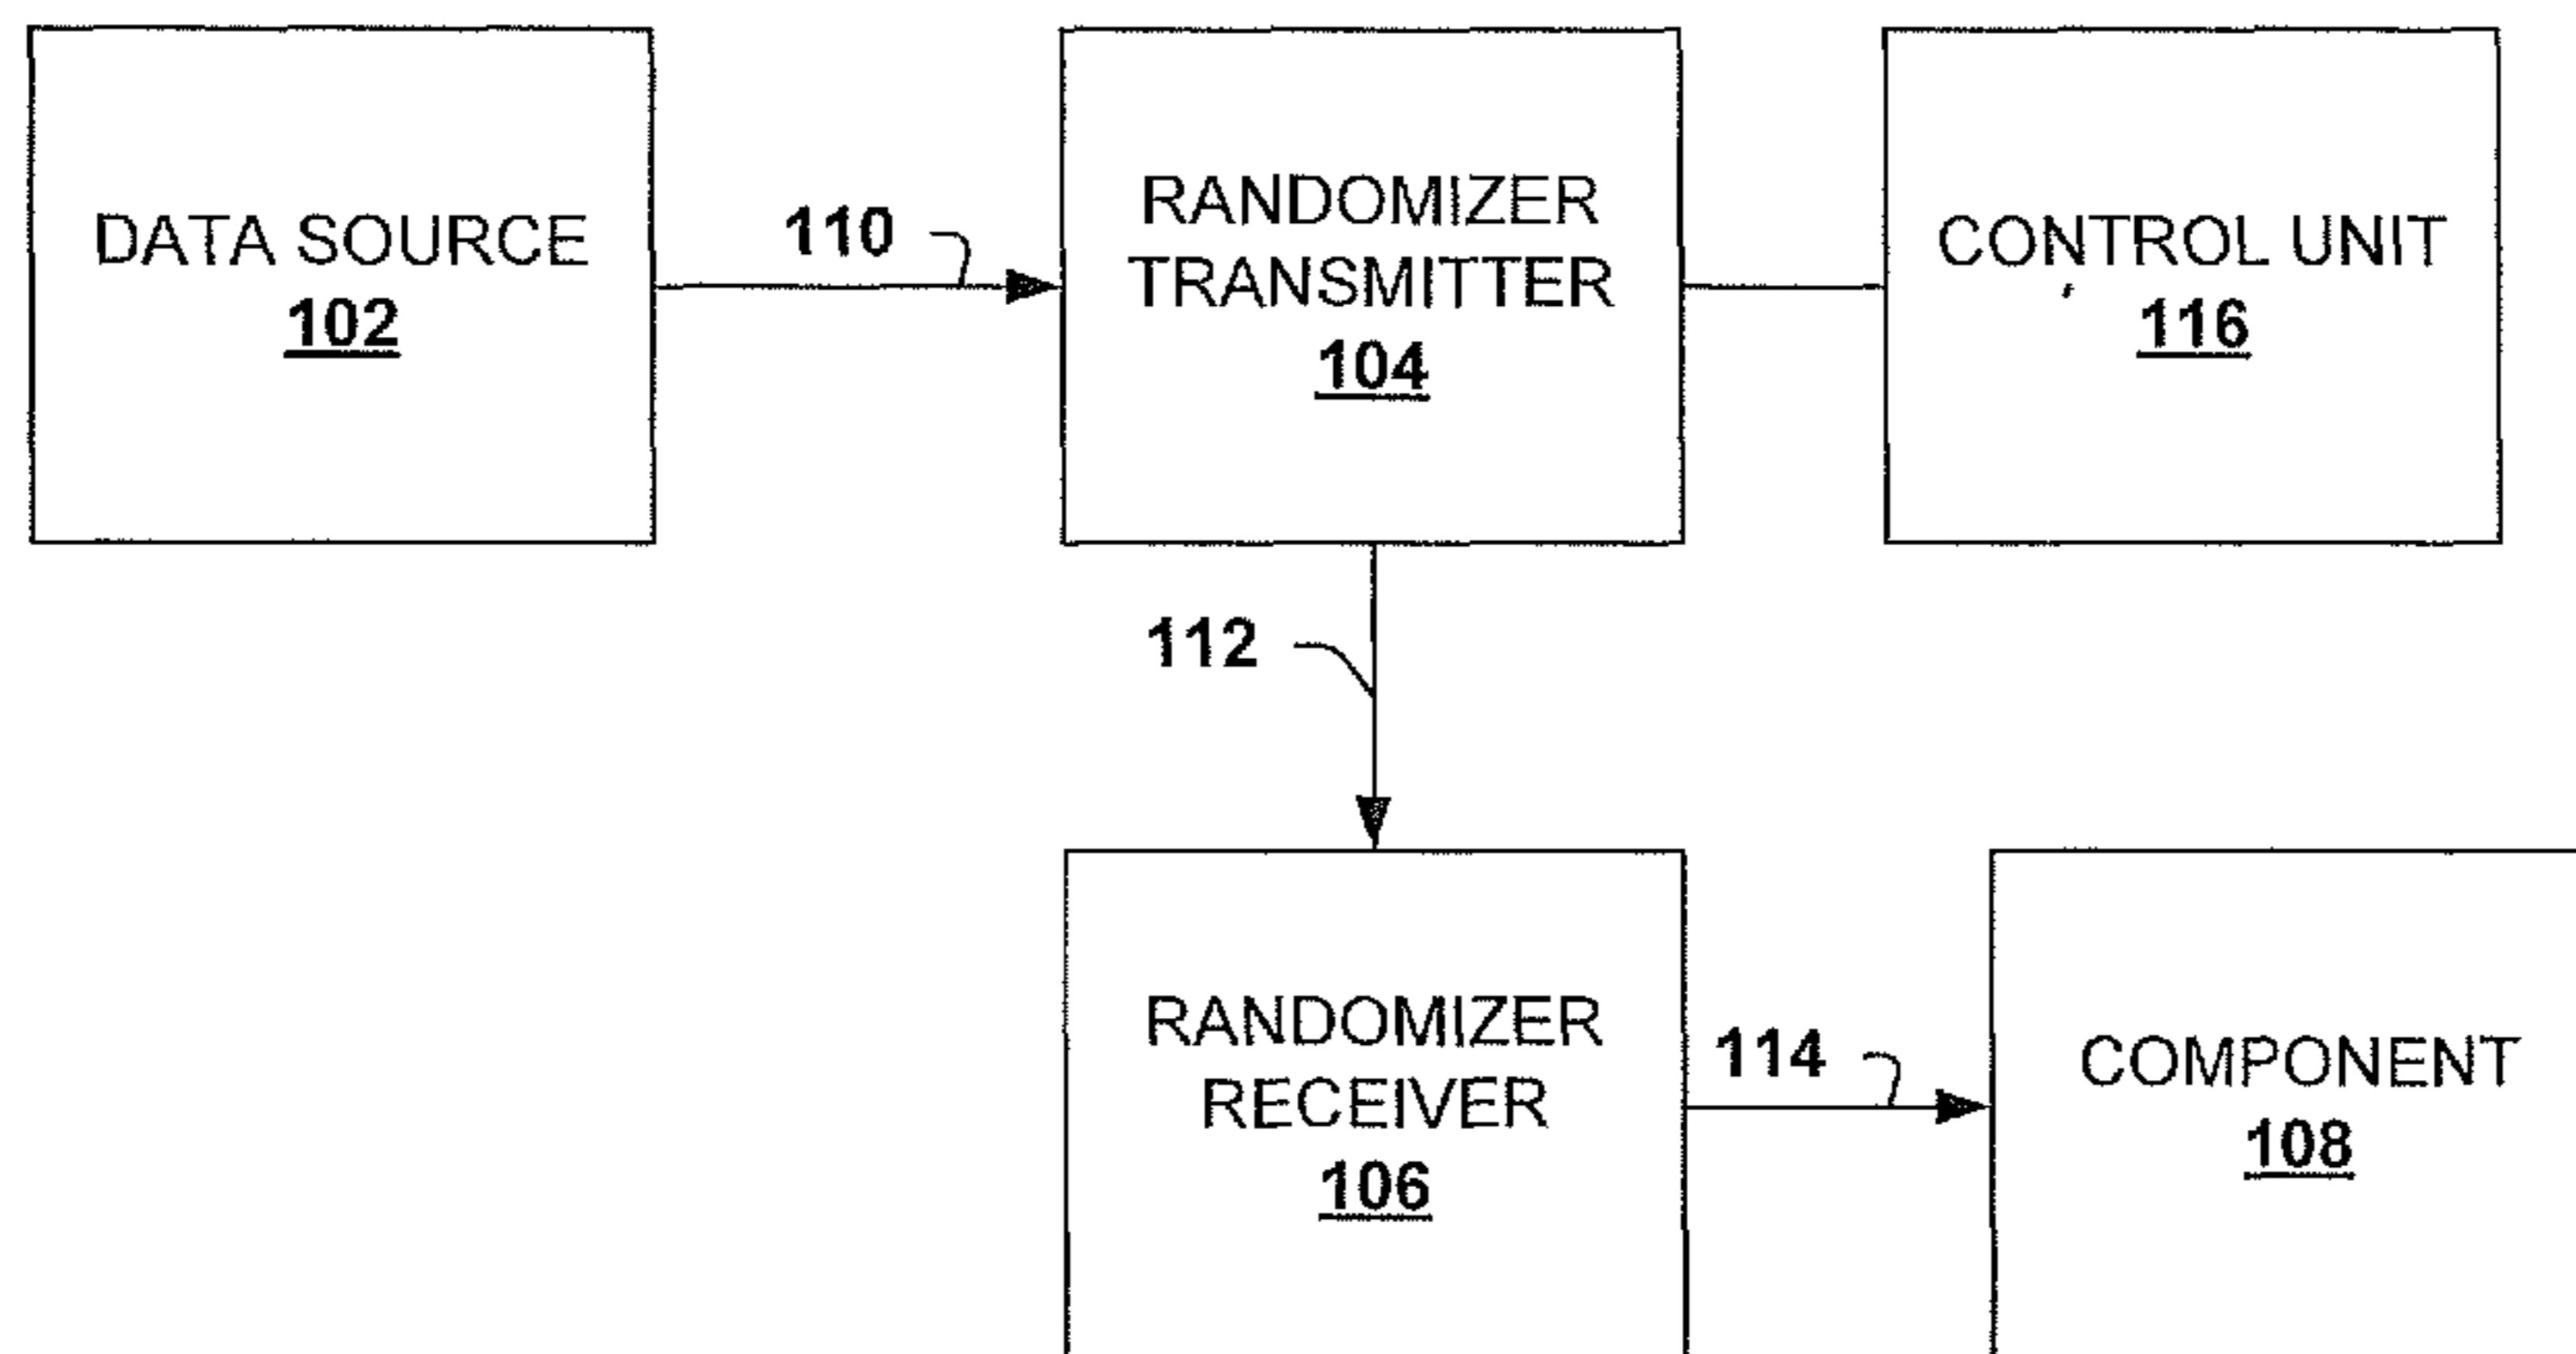 DATA SOURCE
102
110
RANDOMIZER
TRANSMITTER
104
CONTROL UNIT
116
112
RANDOMIZER
RECEIVER
106
114
COMPONENT
108